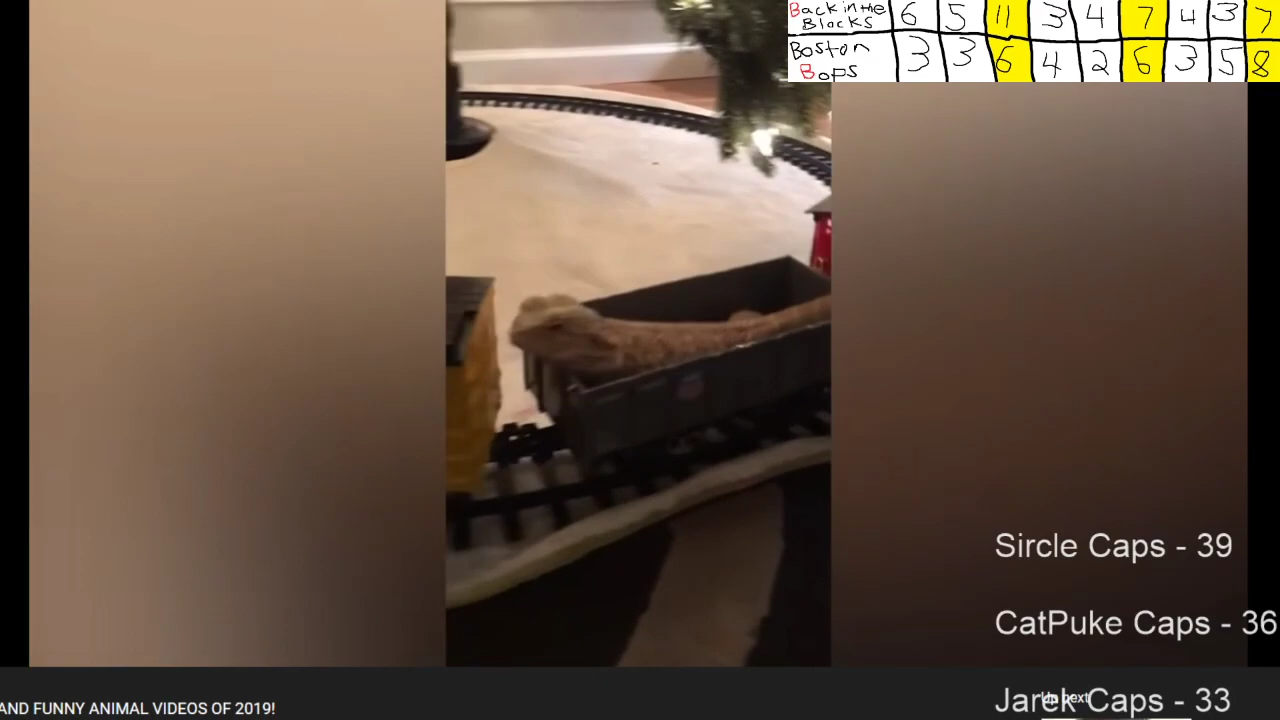 Back in the Blocks 6 5 11 3 4 7 4 3 7
Boston Bops 3 3 6 4 2 6 3 5 8
Sircle Caps - 39
CatPuke Caps - 36
Jarek Caps - 33
Up next
AND FUNNY ANIMAL VIDEOS OF 2019!